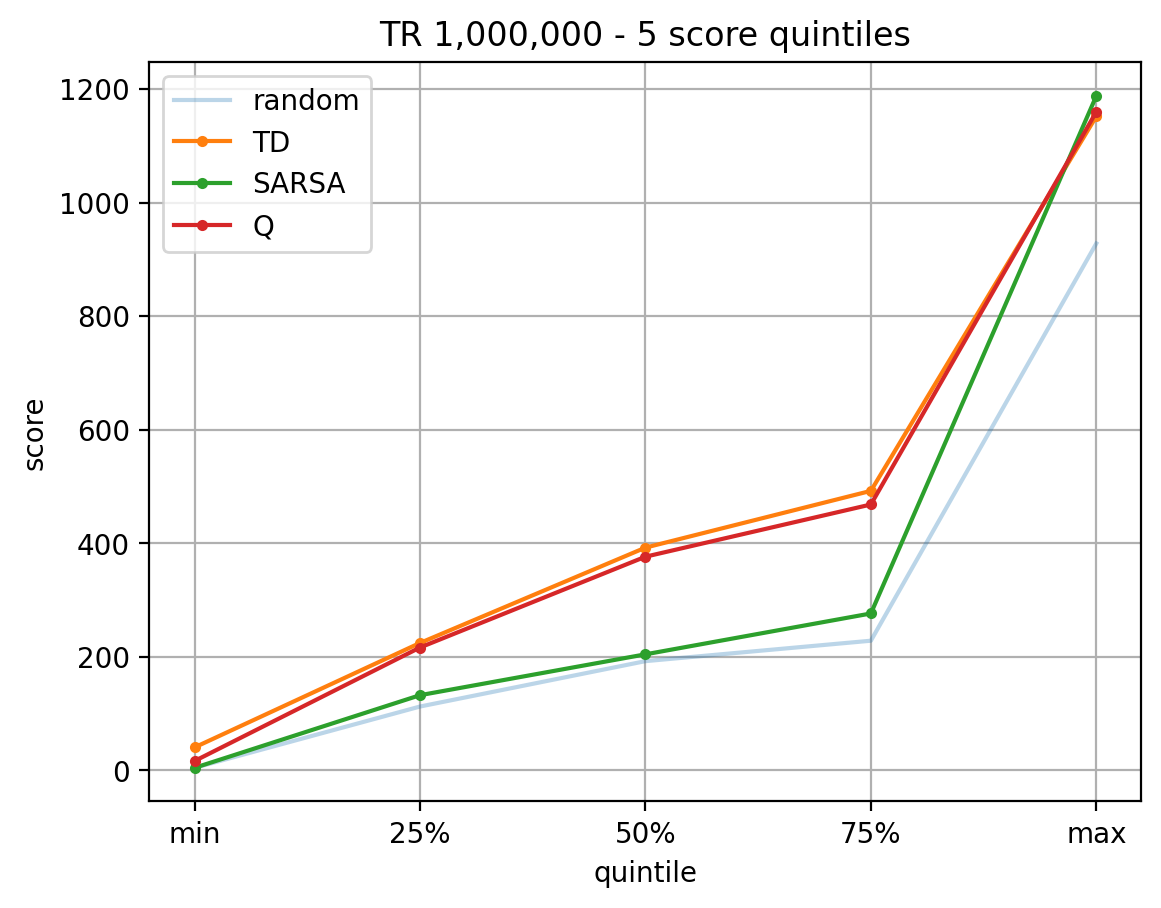 TR 1,000,000 - 5 score quintiles
1200
1000
800
600
400
200
0
score
random
TD
SARSA
Q
min 25% 50% 75% max
quintile